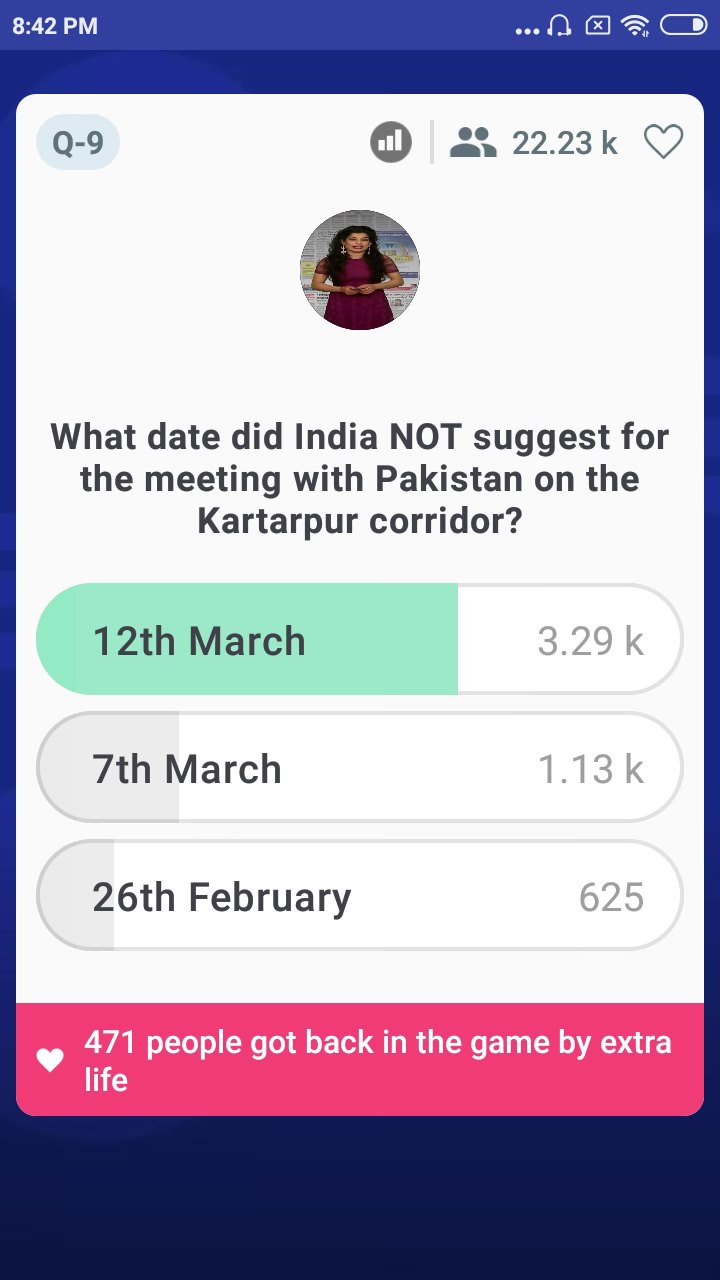 8:42 PM
Q-9
22.23 k
What date did India NOT suggest for
the meeting with Pakistan on the
Kartarpur corridor?
12th March 3.29 k
7th March 1.13 k
26th February 625
471 people got back in the game by extra
life